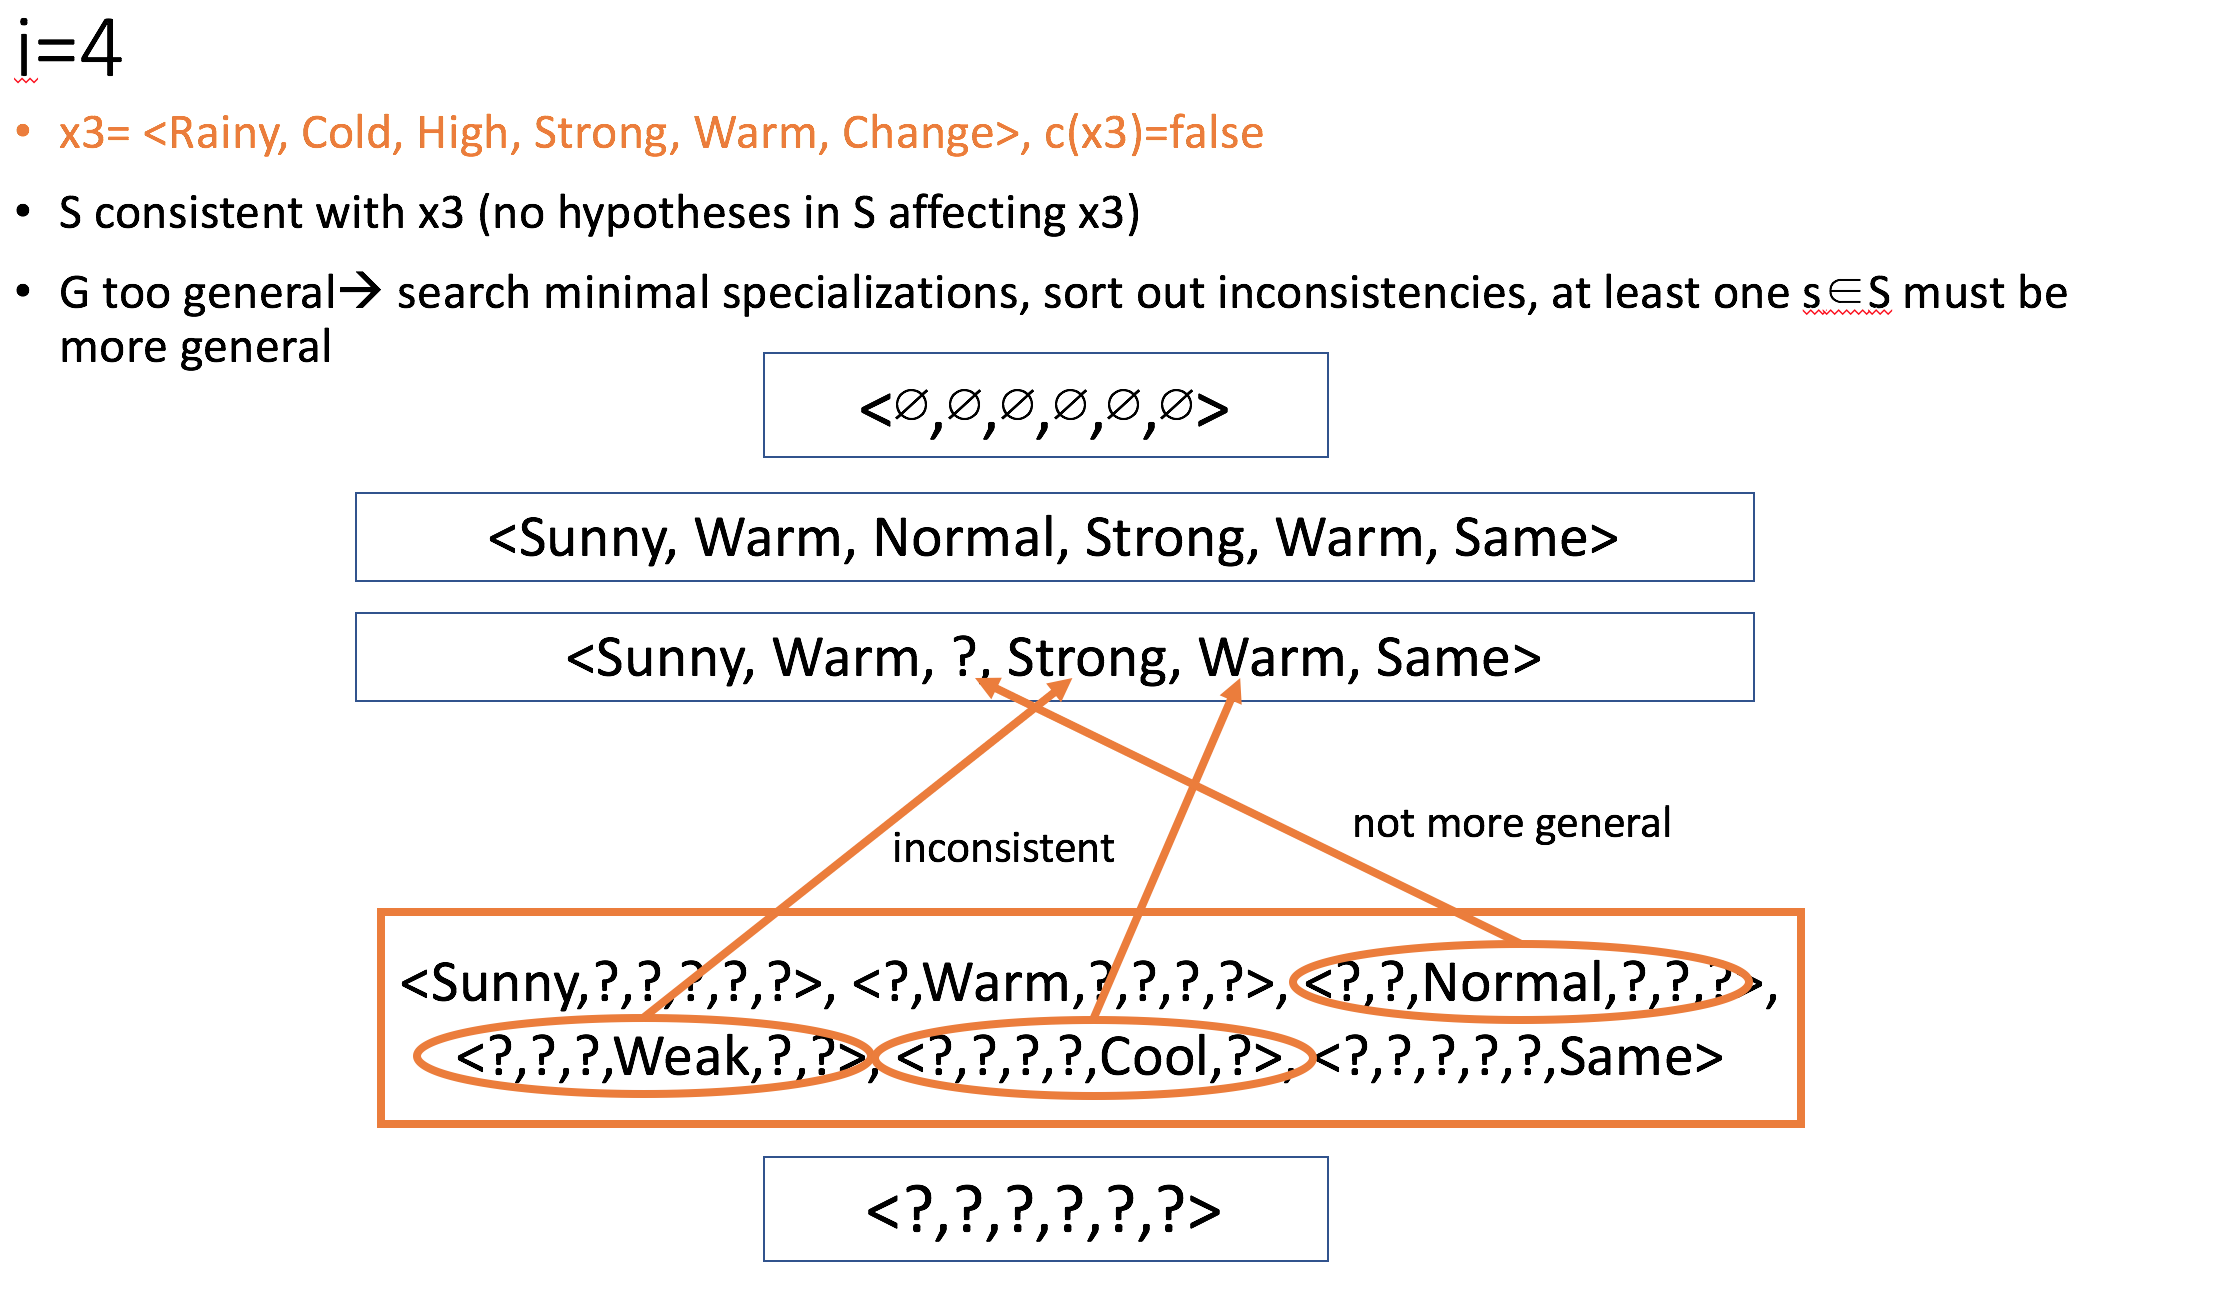 i=4
• x3= <Rainy, Cold, High, Strong, Warm, Change>, c(x3)=false
• S consistent with x3 (no hypotheses in S affecting x3)
• G too general→ search minimal specializations, sort out inconsistencies, at least one s∈S must be
more general
<∅,∅,∅,∅,∅,∅>
<Sunny, Warm, Normal, Strong, Warm, Same>
<Sunny, Warm, ?, Strong, Warm, Same>
not more general
inconsistent
<Sunny,?,?,?,?,?>, <?,Warm,?,?,?,?>, <?,?,Normal,?,?,?>,
<?,?,?,Weak,?,?>, <?,?,?,?,Cool,?>, <?,?,?,?,?,Same>
<?,?,?,?,?,?>